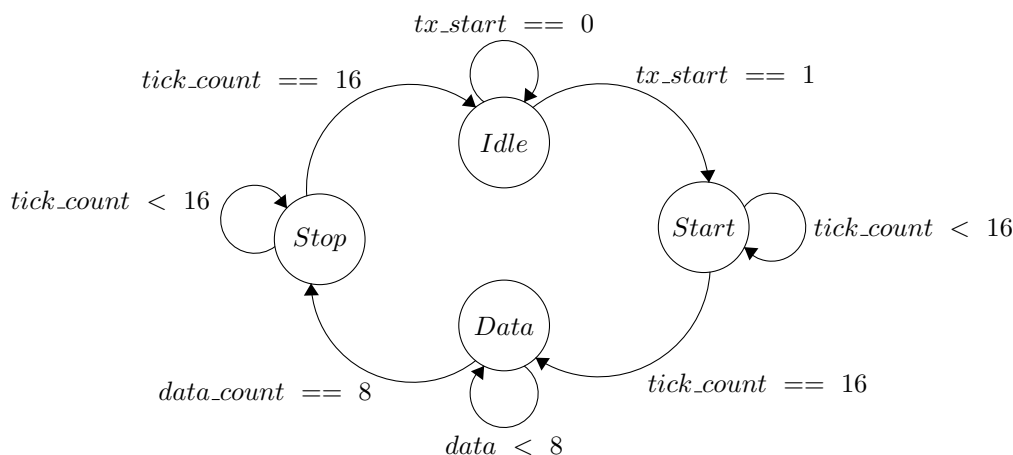 tx_start == 0
tick_count == 16
tx_start == 1
Idle
tick_count < 16
Stop
Start
tick_count < 16
Data
data_count == 8
tick_count == 16
data < 8